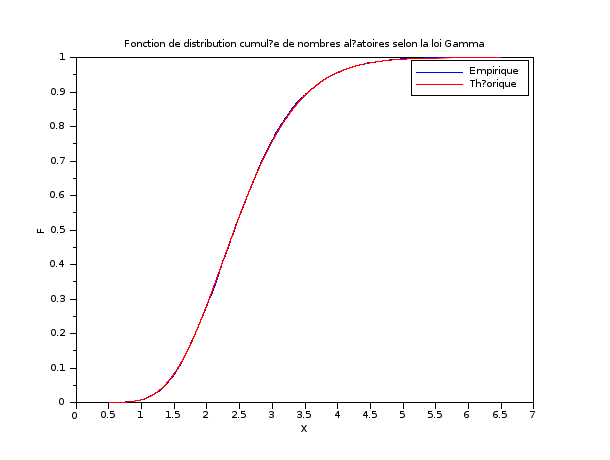 Fonction de distribution cumul?e de nombres al?atoires selon la loi Gamma
Empirique
Th?orique
1
0.9
0.8
0.7
0.6
0.5
0.4
0.3
0.2
0.1
0
F
0 0.5 1 1.5 2 2.5 3 3.5 4 4.5 5 5.5 6 6.5 7
X